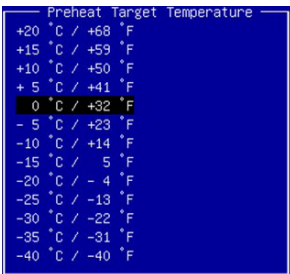 Preheat Target Temperature
+20 °C / +68 °F
+15 °C / +59 °F
+10 °C / +50 °F
+ 5 °C / +41 °F
0 °C / +32 °F
- 5 °C / +23 °F
-10 °C / +14 °F
-15 °C / 5 °F
-20 °C / - 4 °F
-25 °C / -13 °F
-30 °C / -22 °F
-35 °C / -31 °F
-40 °C / -40 °F